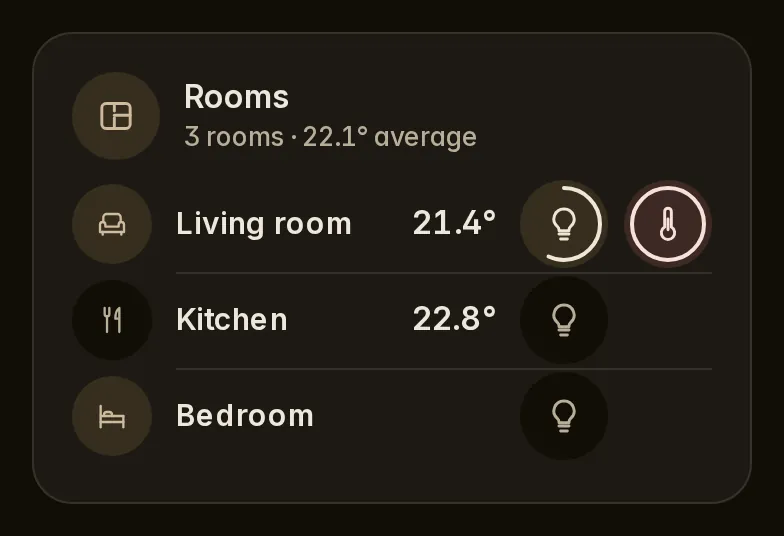 Rooms
3 rooms · 22.1° average
Living room 21.4°
Kitchen 22.8°
Bedroom